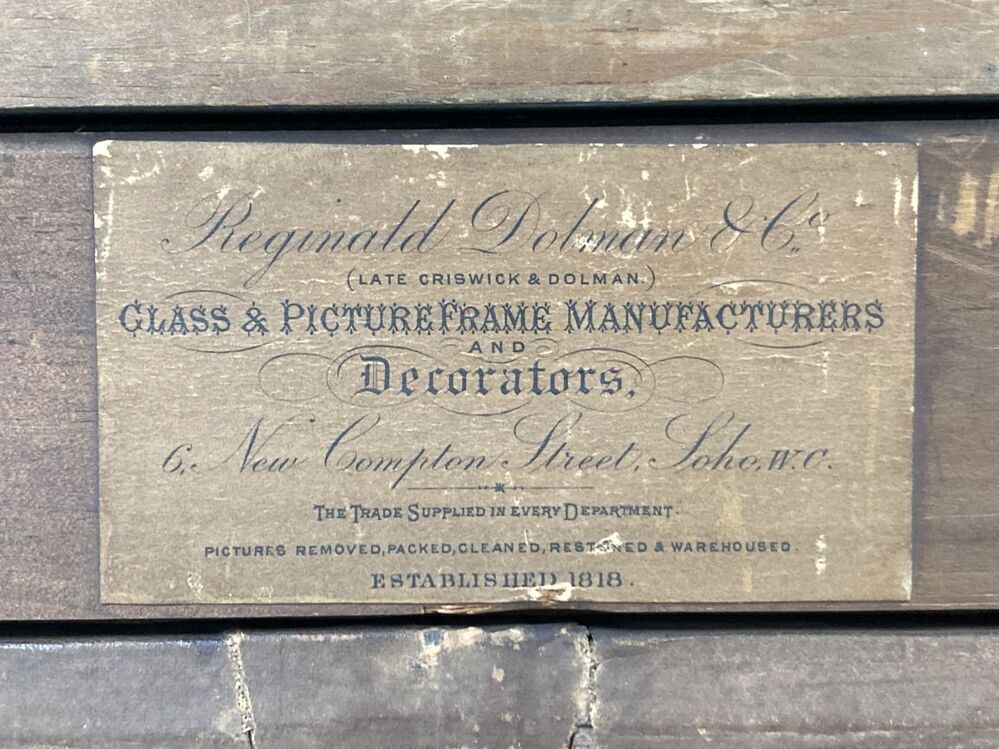 Reginald Dolman & Co.,
(LATE CRISWICK & DOLMAN.)
GLASS & PICTURE FRAME MANUFACTURERS
AND
Decorators,
6, New Compton Street, Soho, W.C.
THE TRADE SUPPLIED IN EVERY DEPARTMENT.
PICTURES REMOVED, PACKED, CLEANED, RESTORED & WAREHOUSED.
ESTABLISHED 1818.